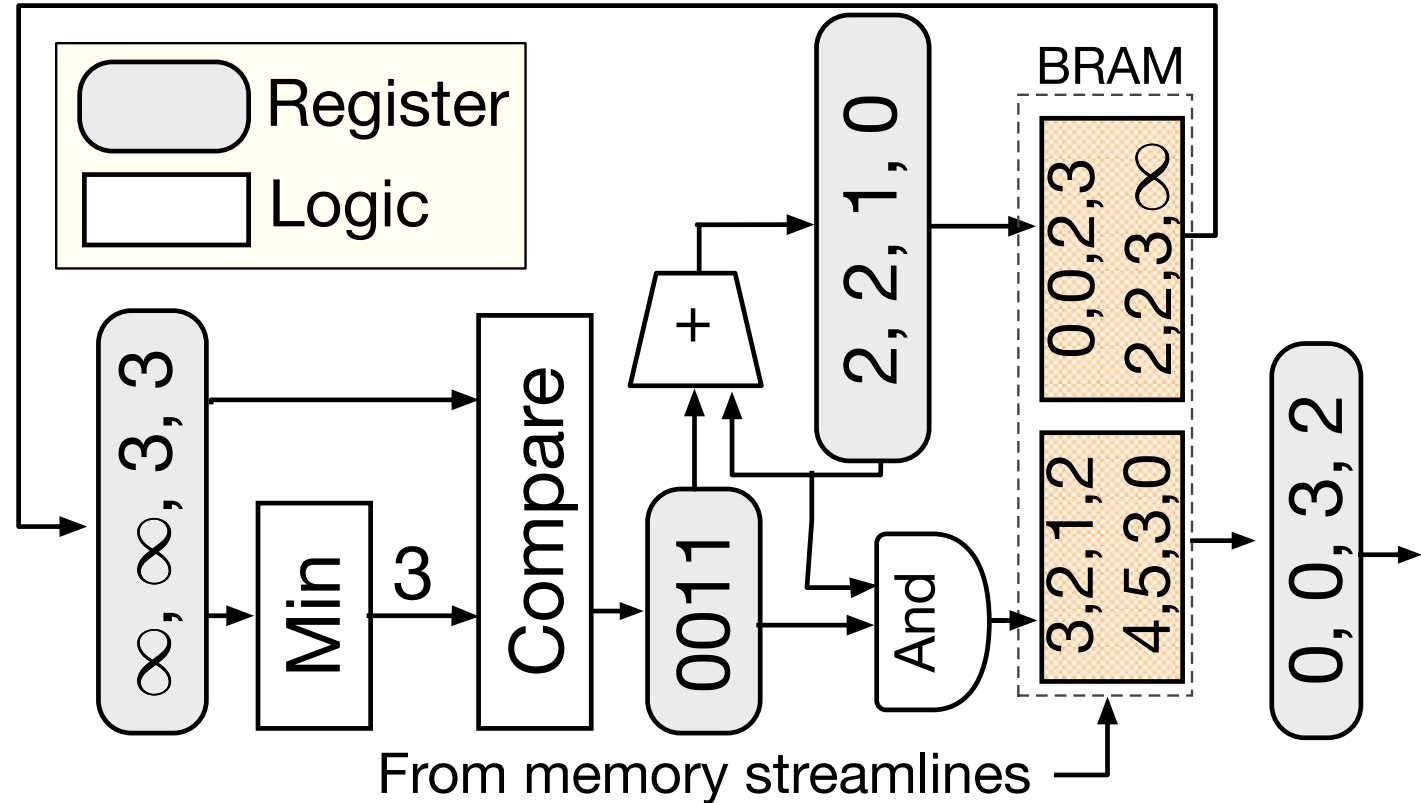 Register
Logic
BRAM
∞, ∞, 3, 3
Min
3
Compare
0011
+
2, 2, 1, 0
And
0,0,2,3
2,2,3,∞
3,2,1,2
4,5,3,0
0, 0, 3, 2
From memory streamlines